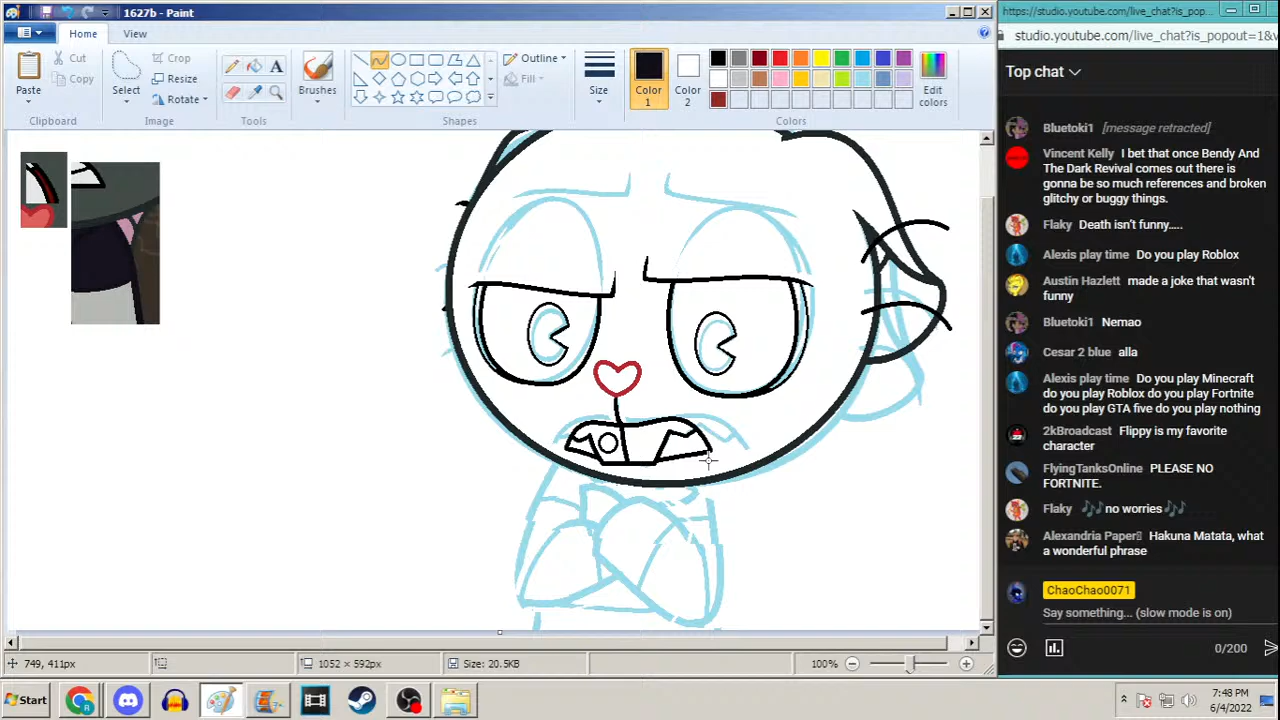 1627b - Paint
Home
View
Paste
Cut
Copy
Clipboard
Select
Crop
Resize
Rotate
Image
Tools
Brushes
Outline
Fill
Shapes
Size
Color
1
Color
2
Edit
colors
Colors
749, 411px
1052 × 592px
Size: 20.5KB
100%
https://studio.youtube.com/live_chat?is_pop...
studio.youtube.com/live_chat?is_popout=1&
Top chat
Bluetoki1 [message retracted]
Vincent Kelly I bet that once Bendy And
The Dark Revival comes out there is
gonna be so much references and broken
glitchy or buggy things.
Flaky Death isn't funny.....
Alexis play time Do you play Roblox
Austin Hazlett made a joke that wasn't
funny
Bluetoki1 Nemao
Cesar 2 blue alla
Alexis play time Do you play Minecraft
do you play Roblox do you play Fortnite
do you play GTA five do you play nothing
2kBroadcast Flippy is my favorite
character
FlyingTanksOnline PLEASE NO
FORTNITE.
Flaky 🎶no worries🎶
Alexandria Paper Hakuna Matata, what
a wonderful phrase
ChaoChao0071
Say something... (slow mode is on)
0/200
Start
7:48 PM
6/4/2022